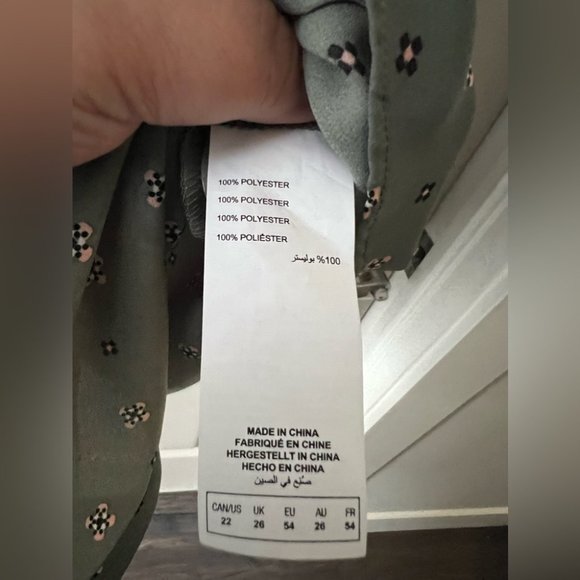 100% POLYESTER
100% POLYESTER
100% POLYESTER
100% POLIÉSTER
100% بوليستر
MADE IN CHINA
FABRIQUÉ EN CHINE
HERGESTELLT IN CHINA
HECHO EN CHINA
صُنع في الصين
CAN/US UK EU AU FR
22 26 54 26 54